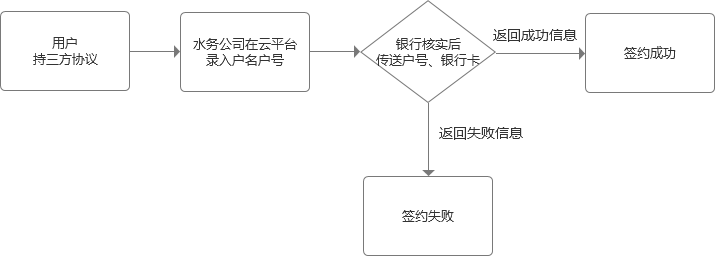 用户
持三方协议
水务公司在云平台
录入户名户号
银行核实后
传送户号、银行卡
返回成功信息
签约成功
返回失败信息
签约失败